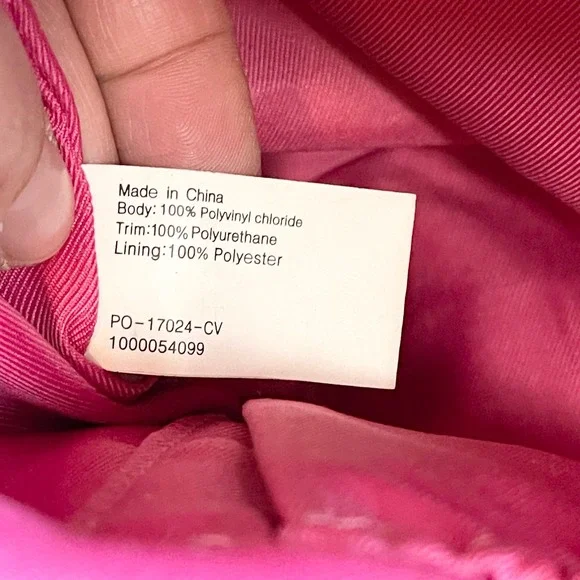 Made in China
Body: 100% Polyvinyl chloride
Trim:100% Polyurethane
Lining:100% Polyester
PO-17024-CV
1000054099